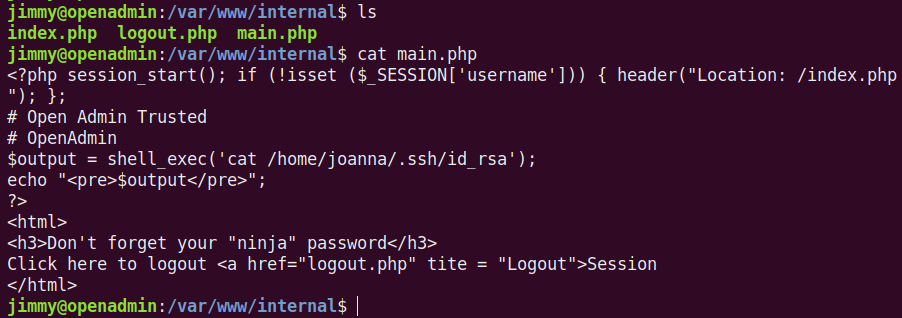 jimmy@openadmin:/var/www/internal$ ls
index.php  logout.php  main.php
jimmy@openadmin:/var/www/internal$ cat main.php
<?php session_start(); if (!isset ($_SESSION['username'])) { header("Location: /index.php
"); };
# Open Admin Trusted
# OpenAdmin
$output = shell_exec('cat /home/joanna/.ssh/id_rsa');
echo "<pre>$output</pre>";
?>
<html>
<h3>Don't forget your "ninja" password</h3>
Click here to logout <a href="logout.php" tite = "Logout">Session
</html>
jimmy@openadmin:/var/www/internal$